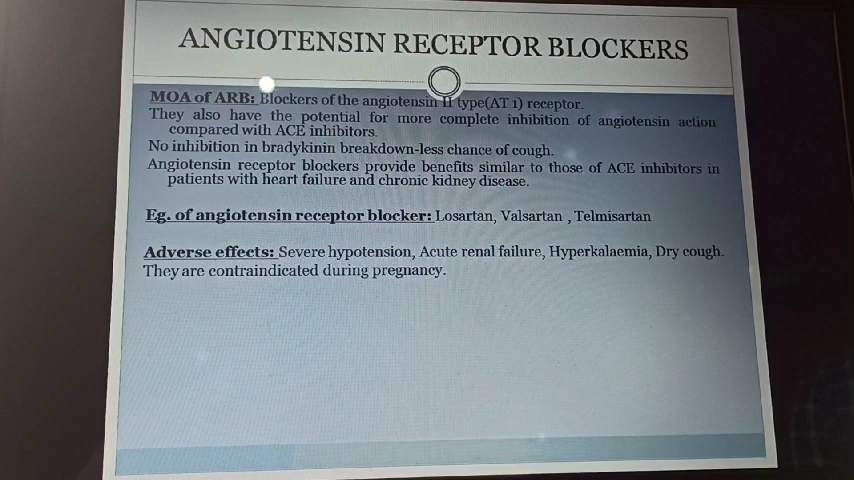 ANGIOTENSIN RECEPTOR BLOCKERS
MOA of ARB: Blockers of the angiotensin II type(AT 1) receptor.
They also have the potential for more complete inhibition of angiotensin action
compared with ACE inhibitors.
No inhibition in bradykinin breakdown-less chance of cough.
Angiotensin receptor blockers provide benefits similar to those of ACE inhibitors in
patients with heart failure and chronic kidney disease.
Eg. of angiotensin receptor blocker: Losartan, Valsartan , Telmisartan
Adverse effects: Severe hypotension, Acute renal failure, Hyperkalaemia, Dry cough.
They are contraindicated during pregnancy.